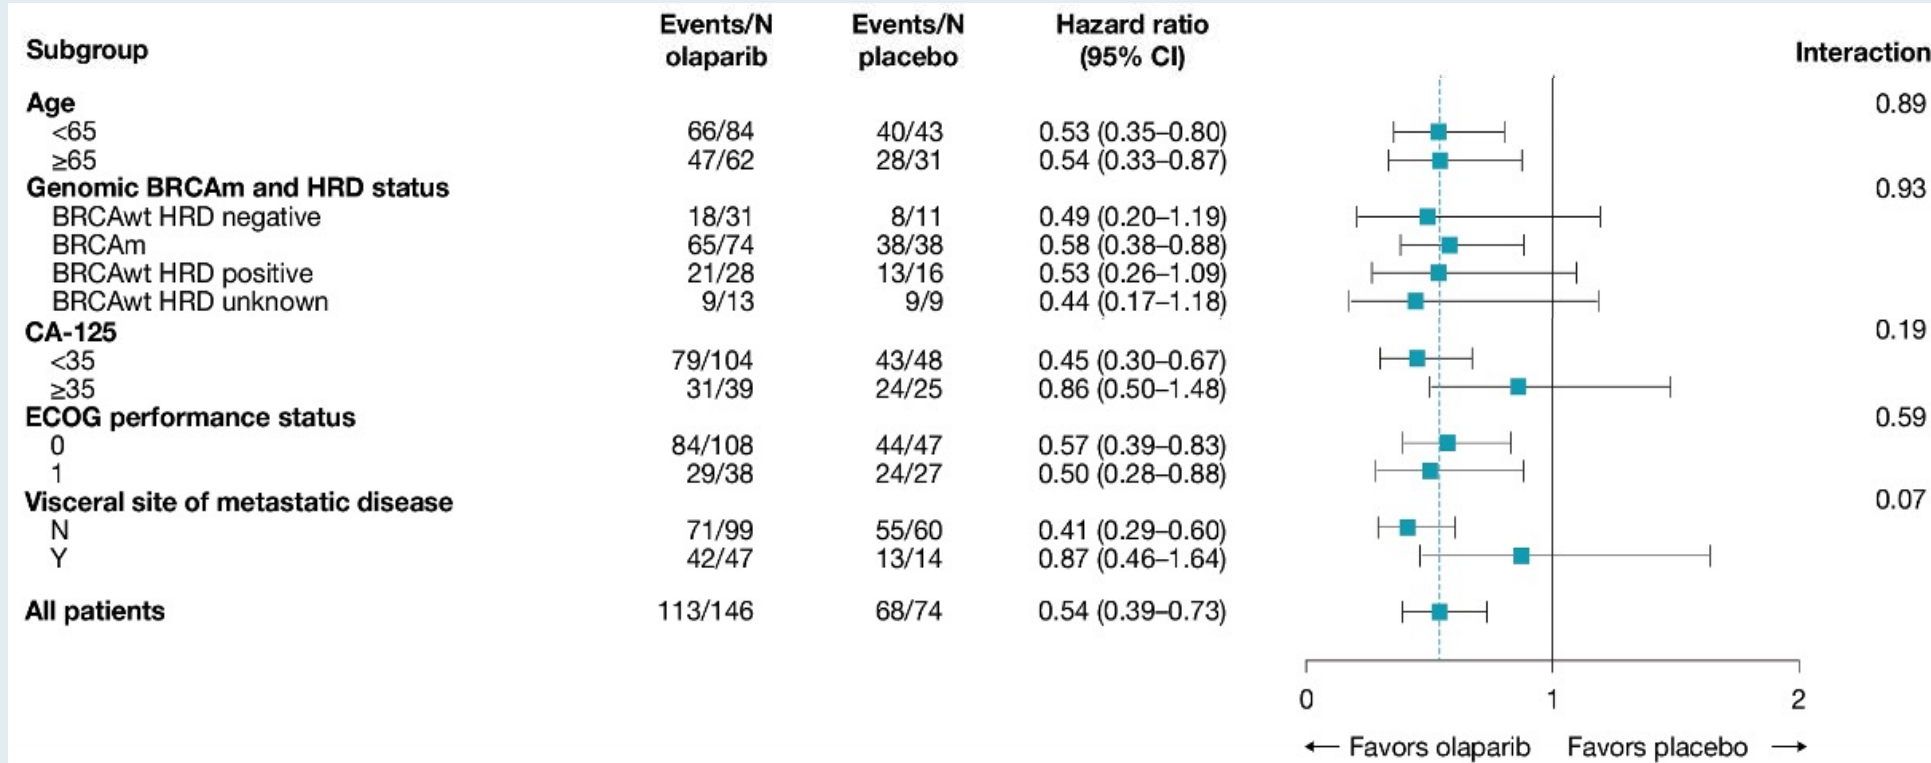 Subgroup Events/N olaparib Events/N placebo Hazard ratio (95% CI) Interaction
Age 0.89
<65 66/84 40/43 0.53 (0.35–0.80)
≥65 47/62 28/31 0.54 (0.33–0.87)
Genomic BRCAm and HRD status 0.93
BRCAwt HRD negative 18/31 8/11 0.49 (0.20–1.19)
BRCAm 65/74 38/38 0.58 (0.38–0.88)
BRCAwt HRD positive 21/28 13/16 0.53 (0.26–1.09)
BRCAwt HRD unknown 9/13 9/9 0.44 (0.17–1.18)
CA-125 0.19
<35 79/104 43/48 0.45 (0.30–0.67)
≥35 31/39 24/25 0.86 (0.50–1.48)
ECOG performance status 0.59
0 84/108 44/47 0.57 (0.39–0.83)
1 29/38 24/27 0.50 (0.28–0.88)
Visceral site of metastatic disease 0.07
N 71/99 55/60 0.41 (0.29–0.60)
Y 42/47 13/14 0.87 (0.46–1.64)
All patients 113/146 68/74 0.54 (0.39–0.73)
0 1 2
← Favors olaparib Favors placebo →